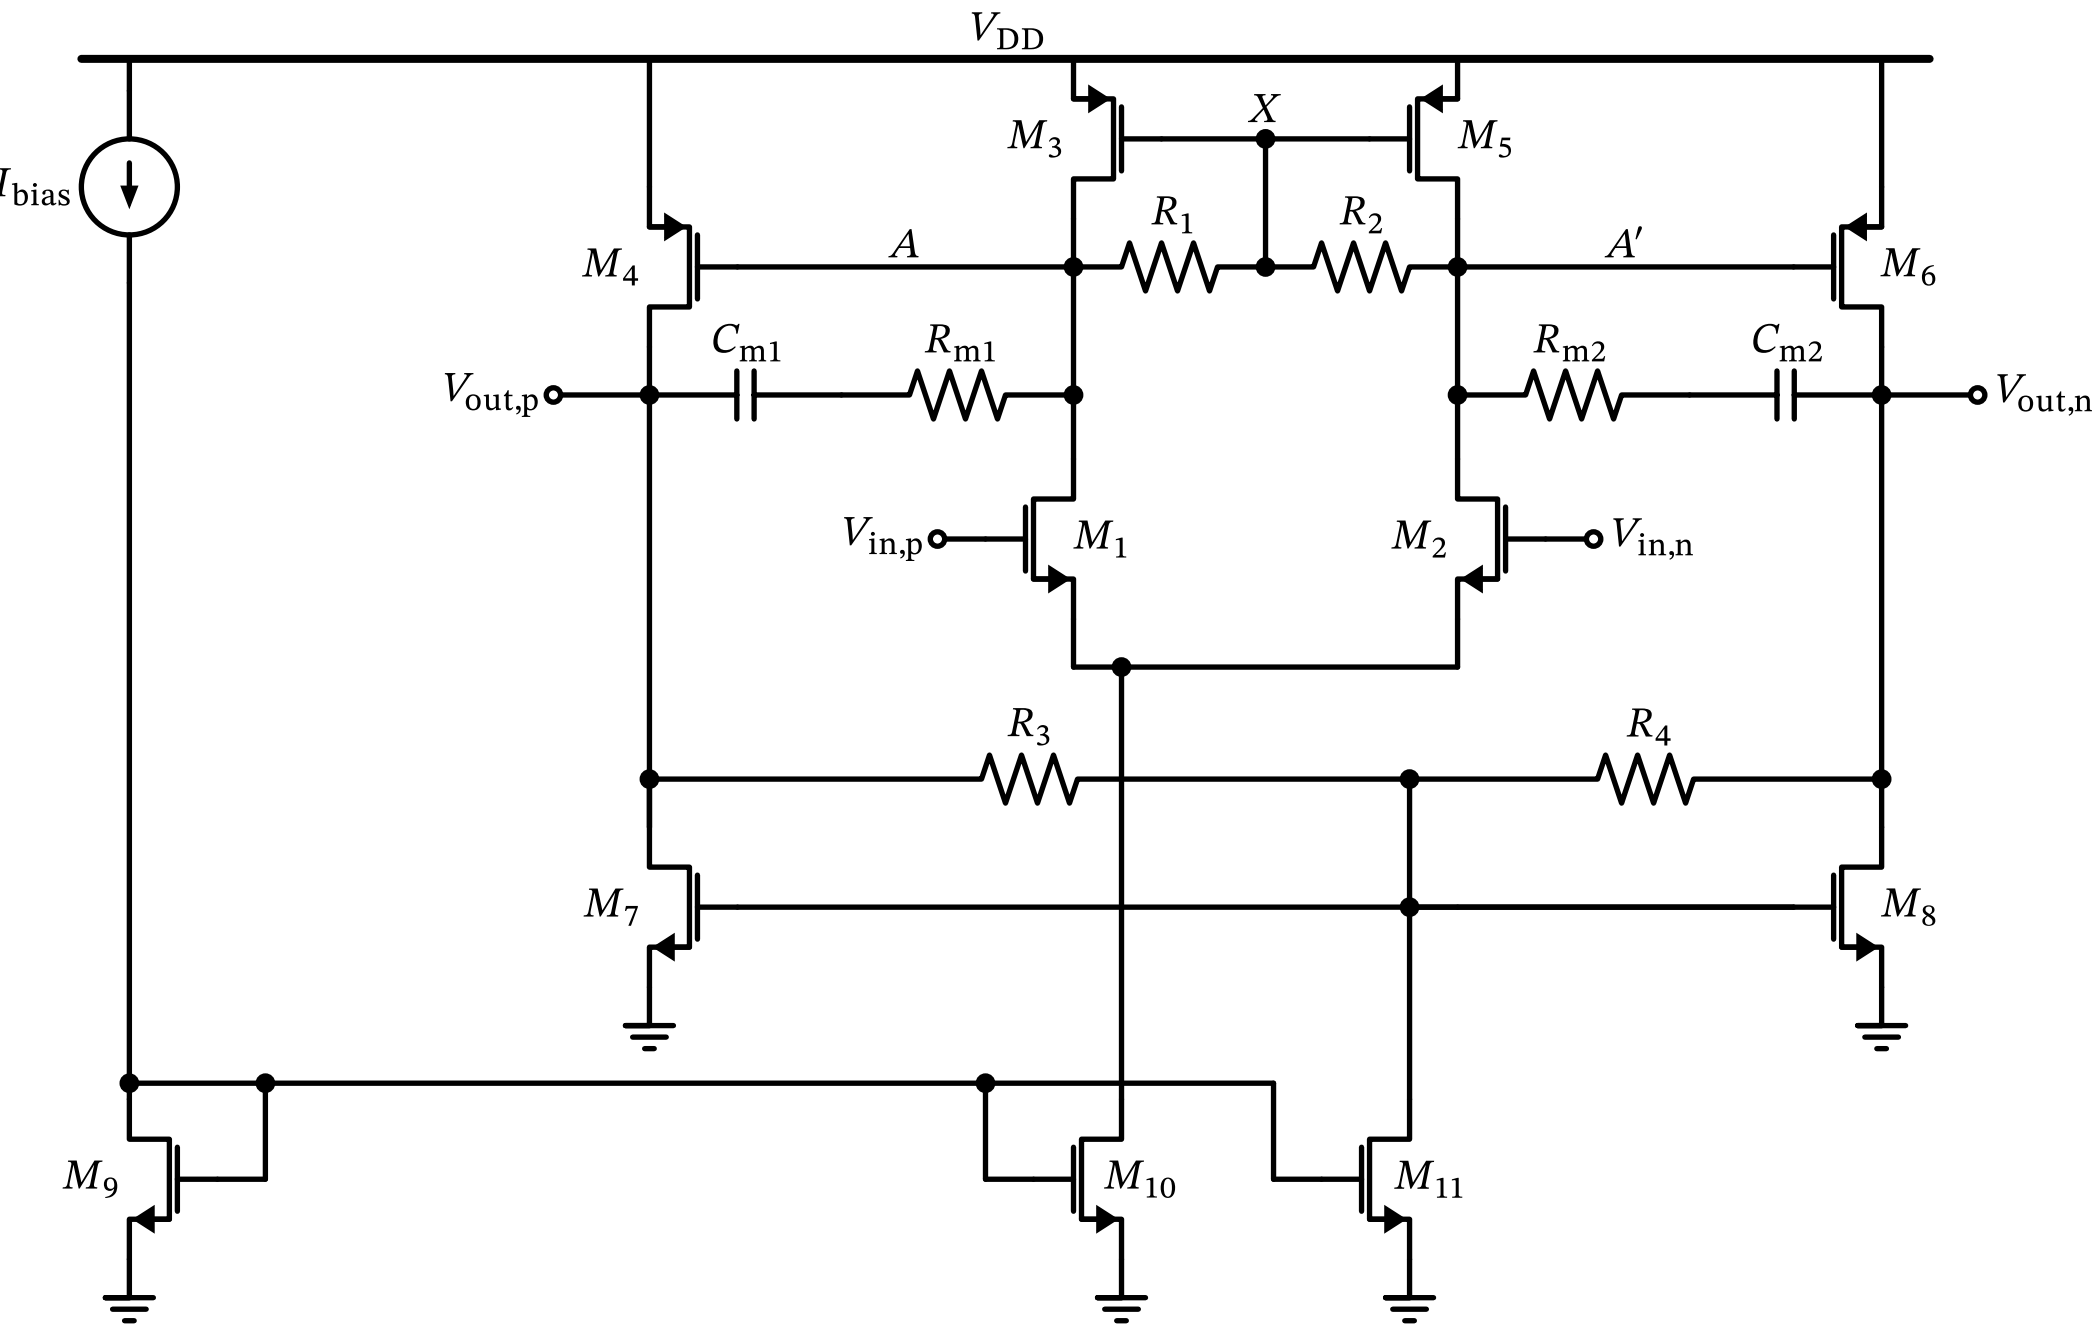 V_DD
X
M_3
M_5
I_bias
R_1
R_2
A
A′
M_4
M_6
C_m1
R_m1
R_m2
C_m2
V_out,p
V_out,n
V_in,p
M_1
M_2
V_in,n
R_3
R_4
M_7
M_8
M_9
M_10
M_11